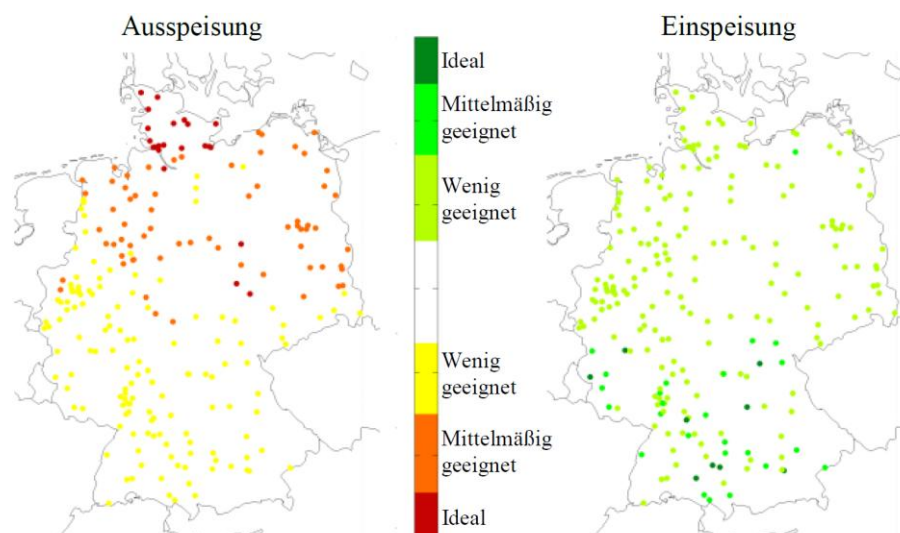 Ausspeisung
Einspeisung
Ideal
Mittelmäßig
geeignet
Wenig
geeignet
Wenig
geeignet
Mittelmäßig
geeignet
Ideal